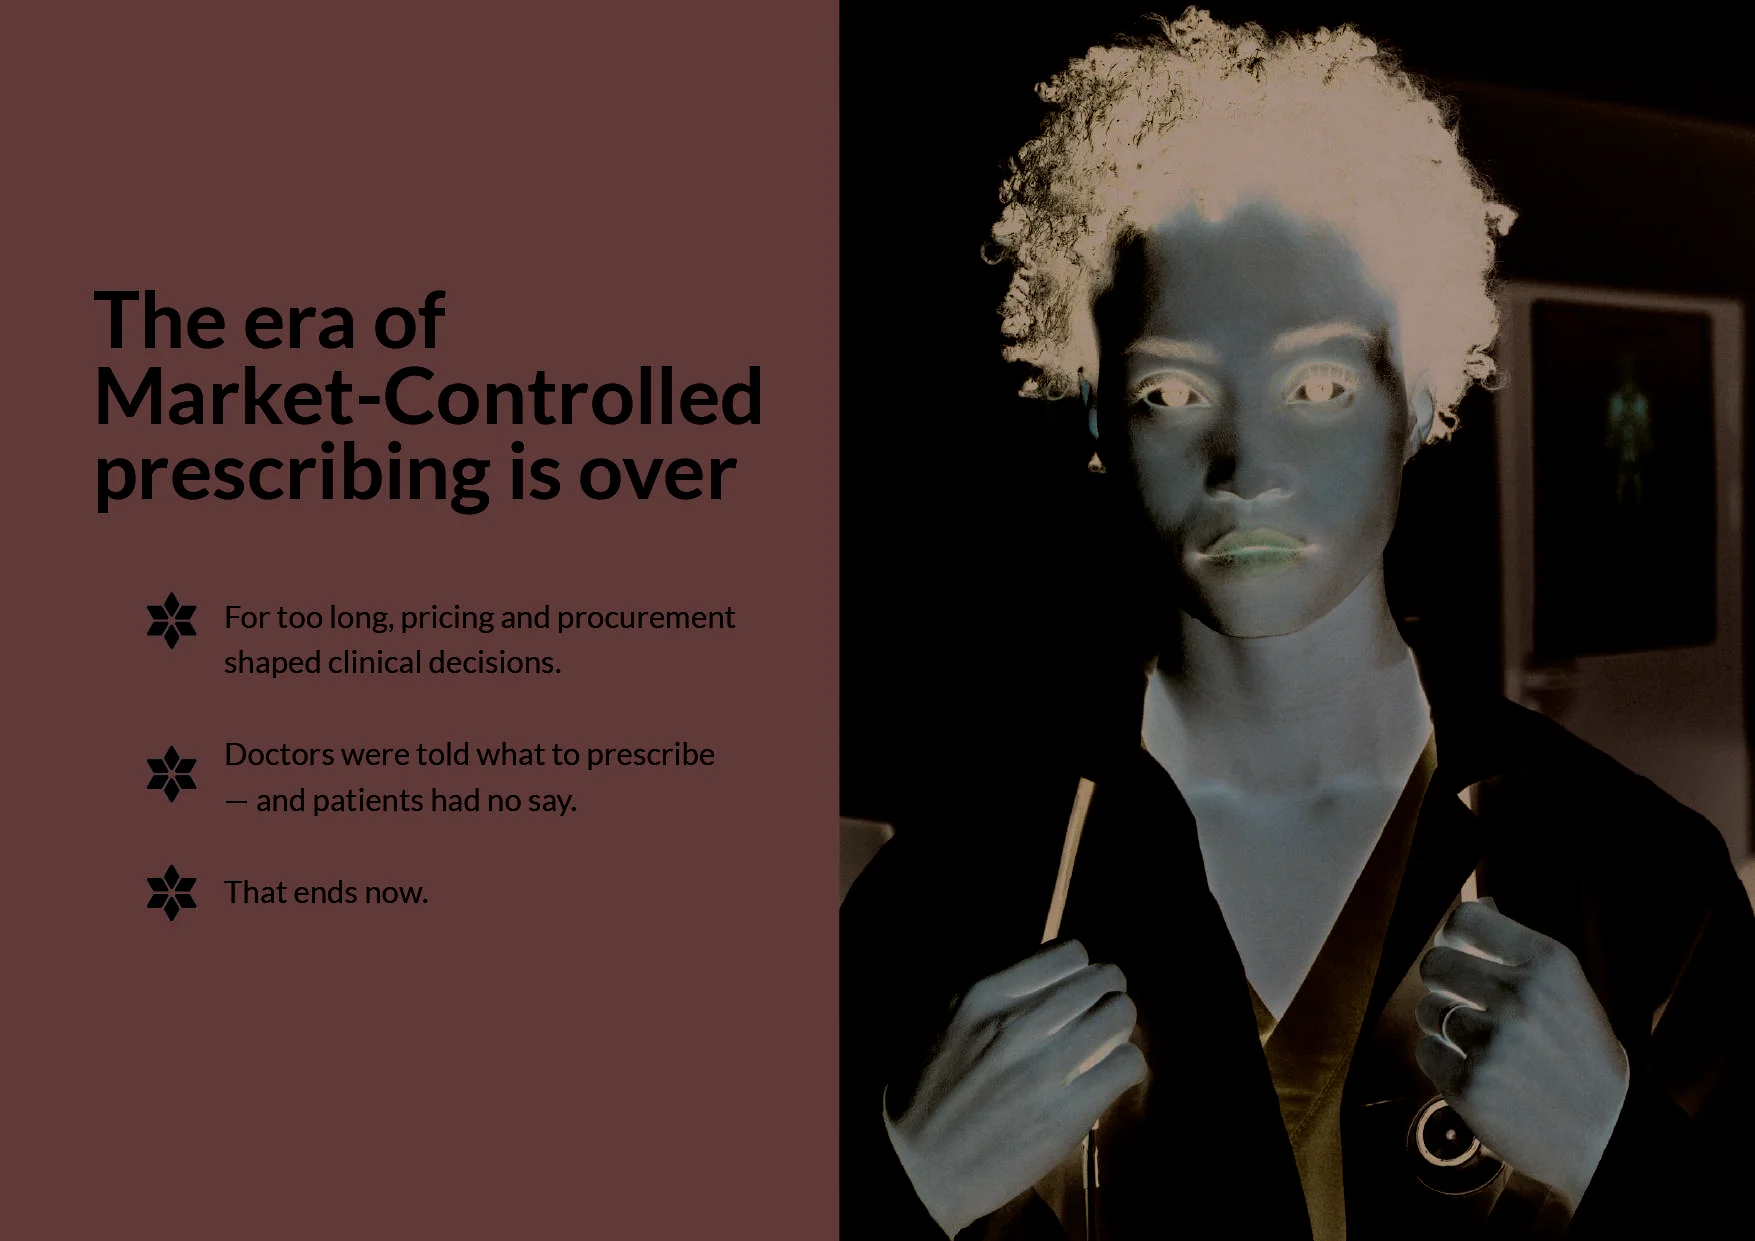 The era of
Market-Controlled
prescribing is over
For too long, pricing and procurement
shaped clinical decisions.
Doctors were told what to prescribe
— and patients had no say.
That ends now.